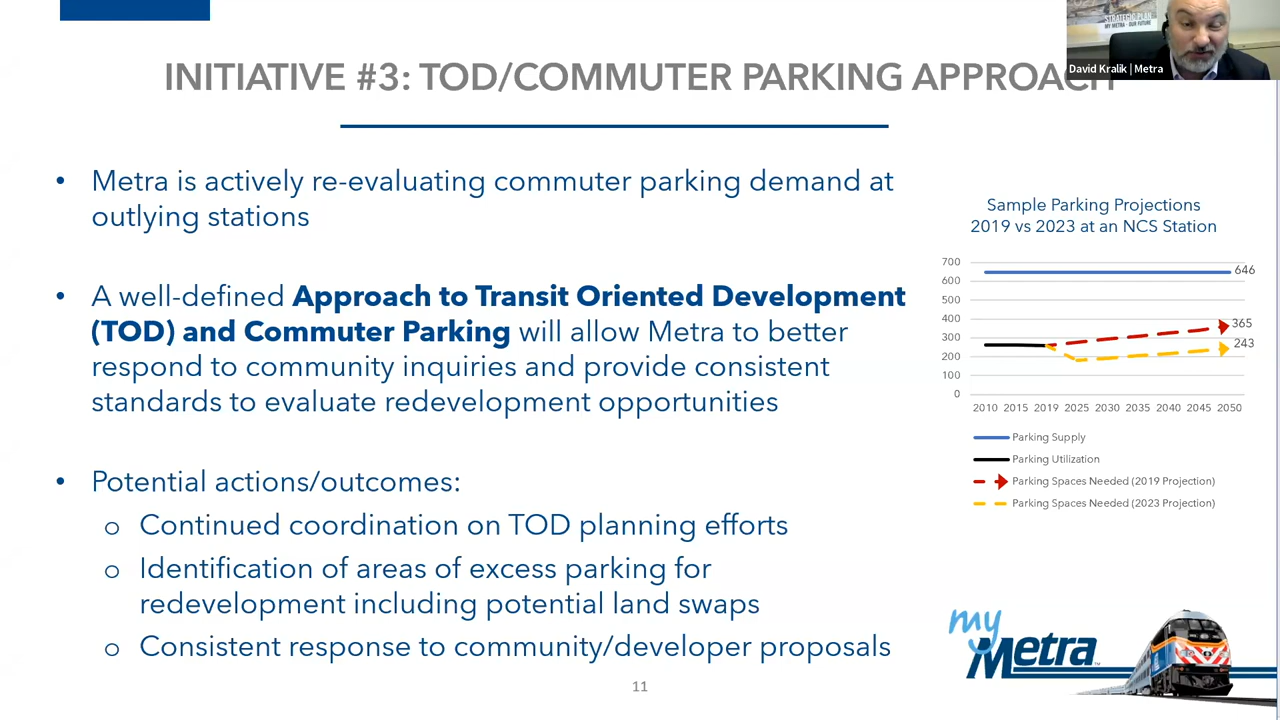 STRATEGIC PLAN
MY METRA - OUR FUTURE
David Kralik | Metra
INITIATIVE #3: TOD/COMMUTER PARKING APPROACH
• Metra is actively re-evaluating commuter parking demand at
outlying stations
• A well-defined Approach to Transit Oriented Development
(TOD) and Commuter Parking will allow Metra to better
respond to community inquiries and provide consistent
standards to evaluate redevelopment opportunities
• Potential actions/outcomes:
o Continued coordination on TOD planning efforts
o Identification of areas of excess parking for
redevelopment including potential land swaps
o Consistent response to community/developer proposals
Sample Parking Projections
2019 vs 2023 at an NCS Station
700
600
500
400
300
200
100
0
646
365
243
2010 2015 2019 2025 2030 2035 2040 2045 2050
Parking Supply
Parking Utilization
Parking Spaces Needed (2019 Projection)
Parking Spaces Needed (2023 Projection)
my
Metra
11